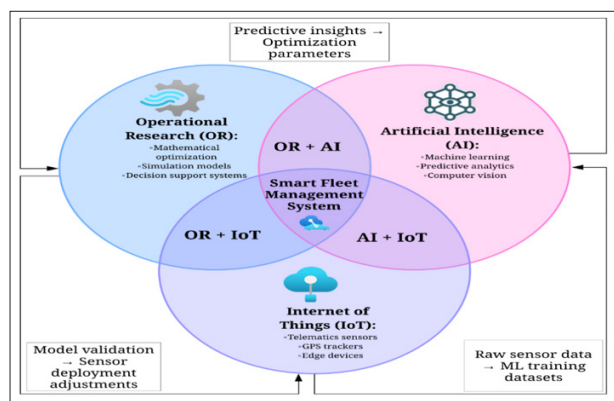 Predictive insights →
Optimization
parameters
Operational
Research (OR):
-Mathematical
optimization
-Simulation models
-Decision support systems
OR + AI
Artificial Intelligence
(AI):
-Machine learning
-Predictive analytics
-Computer vision
Smart Fleet
Management
System
OR + IoT
AI + IoT
Internet of
Things (IoT):
-Telematics sensors
-GPS trackers
-Edge devices
Model validation
→ Sensor
deployment
adjustments
Raw sensor data
→ ML training
datasets